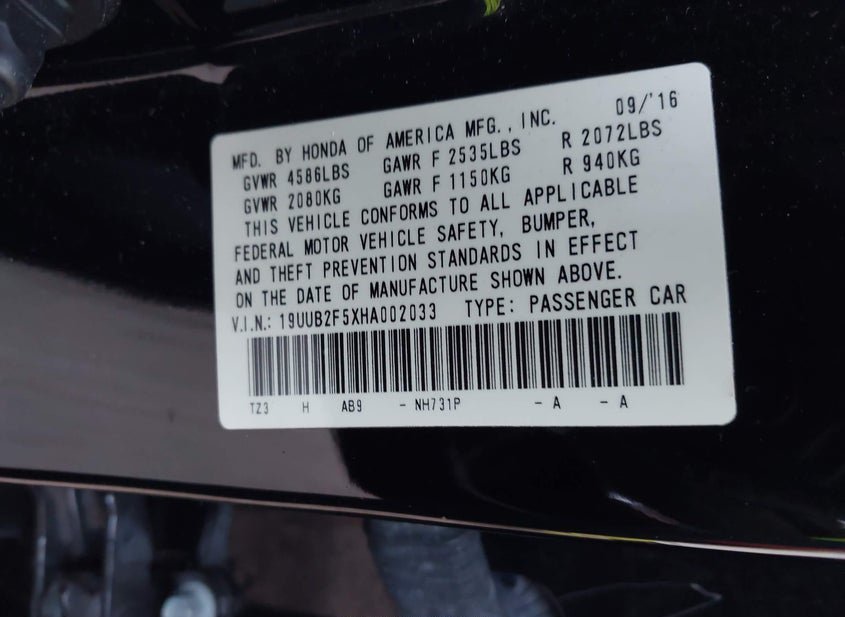 MFD. BY HONDA OF AMERICA MFG., INC. 09/'16
GVWR 4586LBS GAWR F 2535LBS R 2072LBS
GVWR 2080KG GAWR F 1150KG R 940KG
THIS VEHICLE CONFORMS TO ALL APPLICABLE
FEDERAL MOTOR VEHICLE SAFETY, BUMPER,
AND THEFT PREVENTION STANDARDS IN EFFECT
ON THE DATE OF MANUFACTURE SHOWN ABOVE.
V.I.N.: 19UUB2F5XHA002033 TYPE: PASSENGER CAR
TZ3 H AB9 - NH731P - A - A